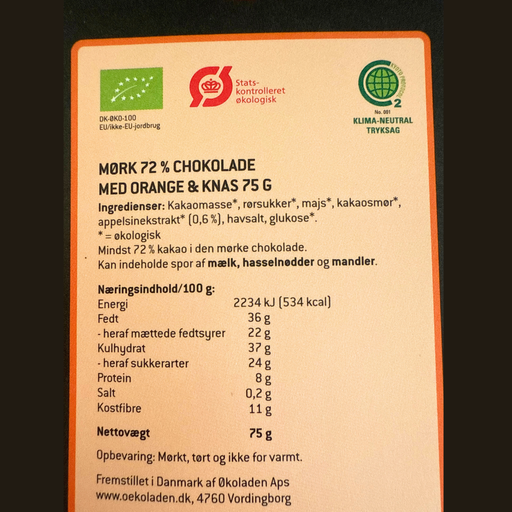 DK-ØKO-100
EU/ikke-EU-jordbrug
Ø
Stats-
kontrolleret
økologisk
2
No. 001
KLIMA-NEUTRAL
TRYKSAG
MØRK 72 % CHOKOLADE
MED ORANGE & KNAS 75 G
Ingredienser: Kakaomasse*, rørsukker*, majs*, kakaosmør*,
appelsinekstrakt* (0,6 %), havsalt, glukose*.
* = økologisk
Mindst 72 % kakao i den mørke chokolade.
Kan indeholde spor af mælk, hasselnødder og mandler.
Næringsindhold/100 g:
Energi 2234 kJ (534 kcal)
Fedt 36 g
- heraf mættede fedtsyrer 22 g
Kulhydrat 37 g
- heraf sukkerarter 24 g
Protein 8 g
Salt 0,2 g
Kostfibre 11 g
Nettovægt 75 g
Opbevaring: Mørkt, tørt og ikke for varmt.
Fremstillet i Danmark af Økoladen Aps
www.oekoladen.dk, 4760 Vordingborg